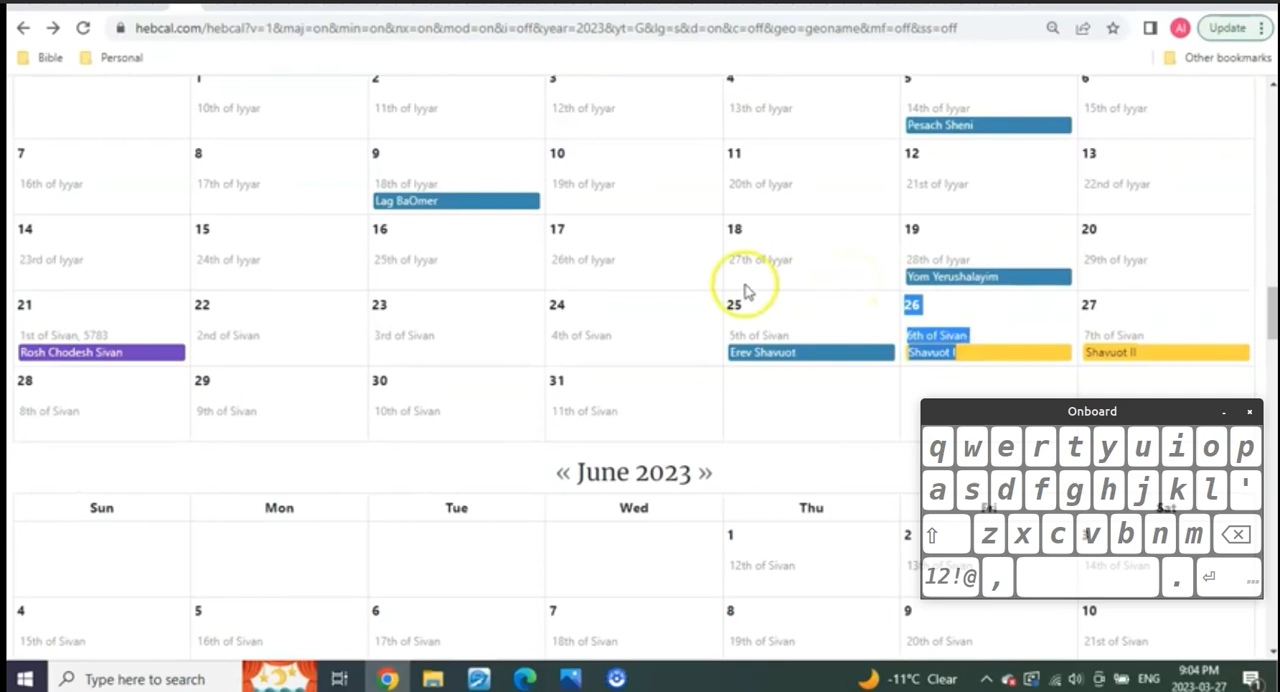 hebcal.com/hebcal?v=1&maj=on&min=on&nx=on&mod=on&i=off&year=2023&yt=G&lg=s&d=on&c=off&geo=geoname&mf=off&ss=off
AI
Update
Bible
Personal
Other bookmarks
1 2 3 4 5 6
10th of Iyyar 11th of Iyyar 12th of Iyyar 13th of Iyyar 14th of Iyyar 15th of Iyyar
Pesach Sheni
7 8 9 10 11 12 13
16th of Iyyar 17th of Iyyar 18th of Iyyar 19th of Iyyar 20th of Iyyar 21st of Iyyar 22nd of Iyyar
Lag BaOmer
14 15 16 17 18 19 20
23rd of Iyyar 24th of Iyyar 25th of Iyyar 26th of Iyyar 27th of Iyyar 28th of Iyyar 29th of Iyyar
Yom Yerushalayim
21 22 23 24 25 26 27
1st of Sivan, 5783 2nd of Sivan 3rd of Sivan 4th of Sivan 5th of Sivan 6th of Sivan 7th of Sivan
Rosh Chodesh Sivan Erev Shavuot Shavuot I Shavuot II
28 29 30 31
8th of Sivan 9th of Sivan 10th of Sivan 11th of Sivan
« June 2023 »
Sun Mon Tue Wed Thu Fri Sat
1 2
12th of Sivan 14th of Sivan
4 5 6 7 8 9 10
15th of Sivan 16th of Sivan 17th of Sivan 18th of Sivan 19th of Sivan 20th of Sivan 21st of Sivan
Onboard - ×
q w e r t y u i o p
a s d f g h j k l '
z x c v b n m
12!@ , . ...
Type here to search
-11°C Clear
ENG
9:04 PM
2023-03-27
1